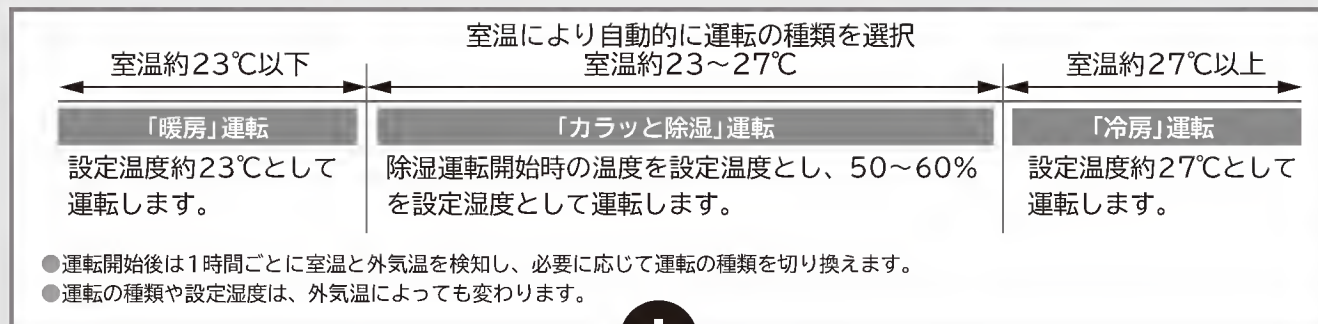 室温により自動的に運転の種類を選択
室温約23℃以下
室温約23～27℃
室温約27℃以上
「暖房」運転
「カラッと除湿」運転
「冷房」運転
設定温度約23℃として
運転します。
除湿運転開始時の温度を設定温度とし、50～60%
を設定湿度として運転します。
設定温度約27℃として
運転します。
●運転開始後は1時間ごとに室温と外気温を検知し、必要に応じて運転の種類を切り換えます。
●運転の種類や設定湿度は、外気温によっても変わります。